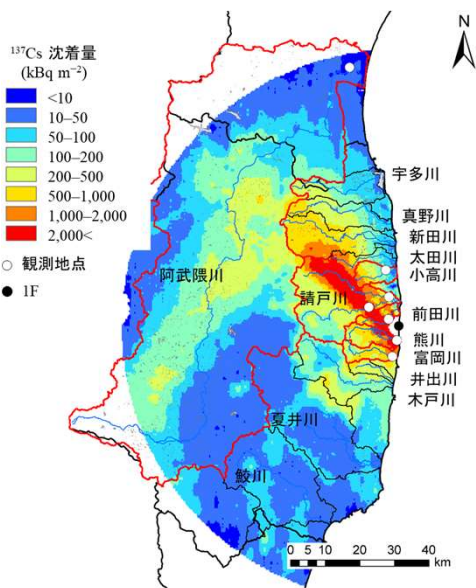 N
¹³⁷Cs 沈着量
(kBq m⁻²)
<10
10–50
50–100
100–200
200–500
500–1,000
1,000–2,000
2,000<
観測地点
1F
宇多川
真野川
新田川
太田川
小高川
阿武隈川
請戸川
前田川
熊川
富岡川
井出川
木戸川
夏井川
鮫川
0 5 10 20 30 40
km